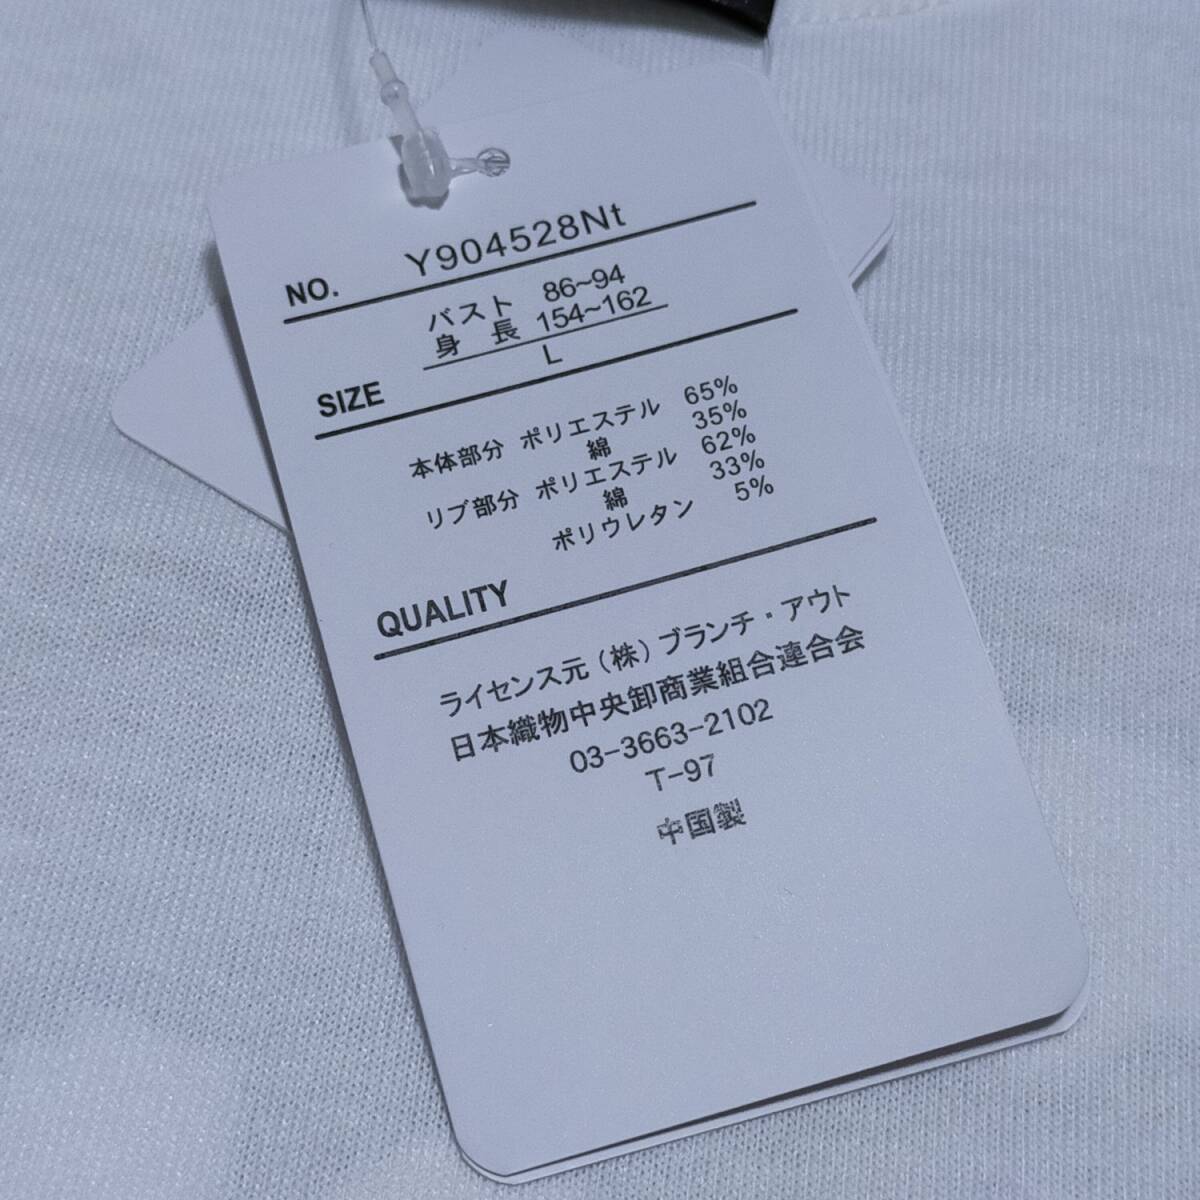 NO. Y904528Nt
バスト 86~94
身 長 154~162
L
SIZE
本体部分 ポリエステル 65%
綿 35%
リブ部分 ポリエステル 62%
綿 33%
ポリウレタン 5%
QUALITY
ライセンス元(株)ブランチ・アウト
日本織物中央卸商業組合連合会
03-3663-2102
T-97
中国製